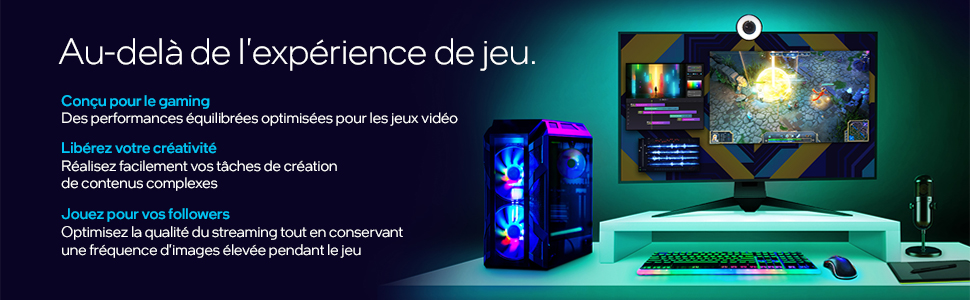 Au-delà de l'expérience de jeu.
Conçu pour le gaming
Des performances équilibrées optimisées pour les jeux vidéo
Libérez votre créativité
Réalisez facilement vos tâches de création
de contenus complexes
Jouez pour vos followers
Optimisez la qualité du streaming tout en conservant
une fréquence d'images élevée pendant le jeu